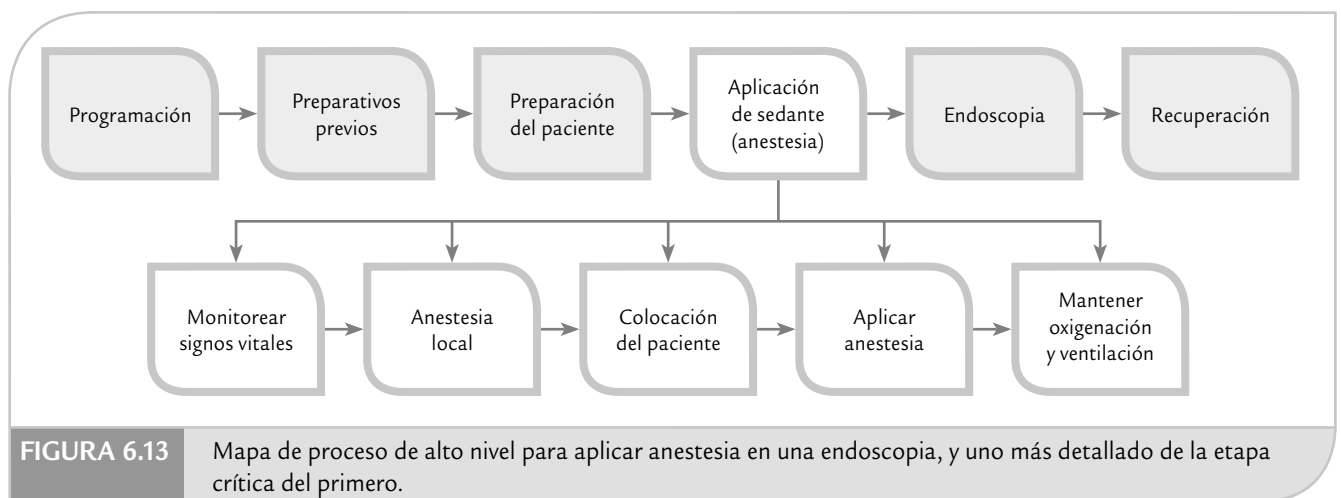 Programación
Preparativos
previos
Preparación
del paciente
Aplicación
de sedante
(anestesia)
Endoscopia
Recuperación
Monitorear
signos vitales
Anestesia
local
Colocación
del paciente
Aplicar
anestesia
Mantener
oxigenación
y ventilación
FIGURA 6.13
Mapa de proceso de alto nivel para aplicar anestesia en una endoscopia, y uno más detallado de la etapa
crítica del primero.